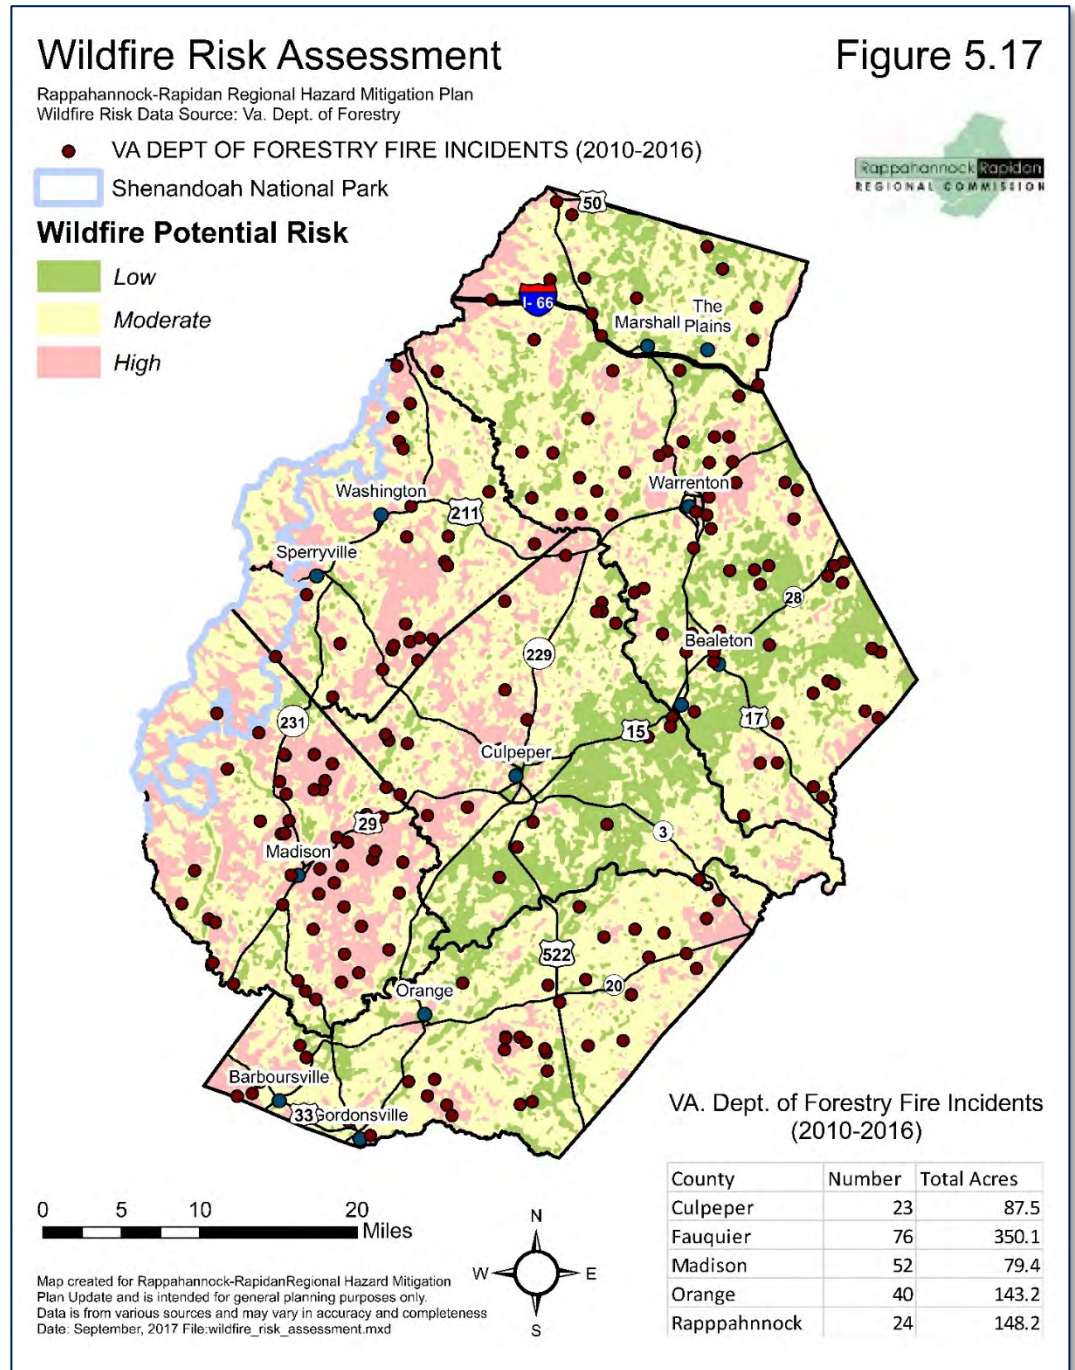 Wildfire Risk Assessment
Figure 5.17
Rappahannock-Rapidan Regional Hazard Mitigation Plan
Wildfire Risk Data Source: Va. Dept. of Forestry
VA DEPT OF FORESTRY FIRE INCIDENTS (2010-2016)
Shenandoah National Park
Rappahannock Rapidan
REGIONAL COMMISSION
Wildfire Potential Risk
Low
Moderate
High
50
I- 66
The
Marshall Plains
Warrenton
Washington
211
Sperryville
28
Bealeton
229
231
15
17
Culpeper
29
3
Madison
522
20
Orange
Barboursville
33 Gordonsville
VA. Dept. of Forestry Fire Incidents
(2010-2016)
County Number Total Acres
Culpeper 23 87.5
Fauquier 76 350.1
Madison 52 79.4
Orange 40 143.2
Rapppahnnock 24 148.2
0 5 10 20
Miles
N
W E
S
Map created for Rappahannock-RapidanRegional Hazard Mitigation
Plan Update and is intended for general planning purposes only.
Data is from various sources and may vary in accuracy and completeness
Date: September, 2017 File:wildfire_risk_assessment.mxd